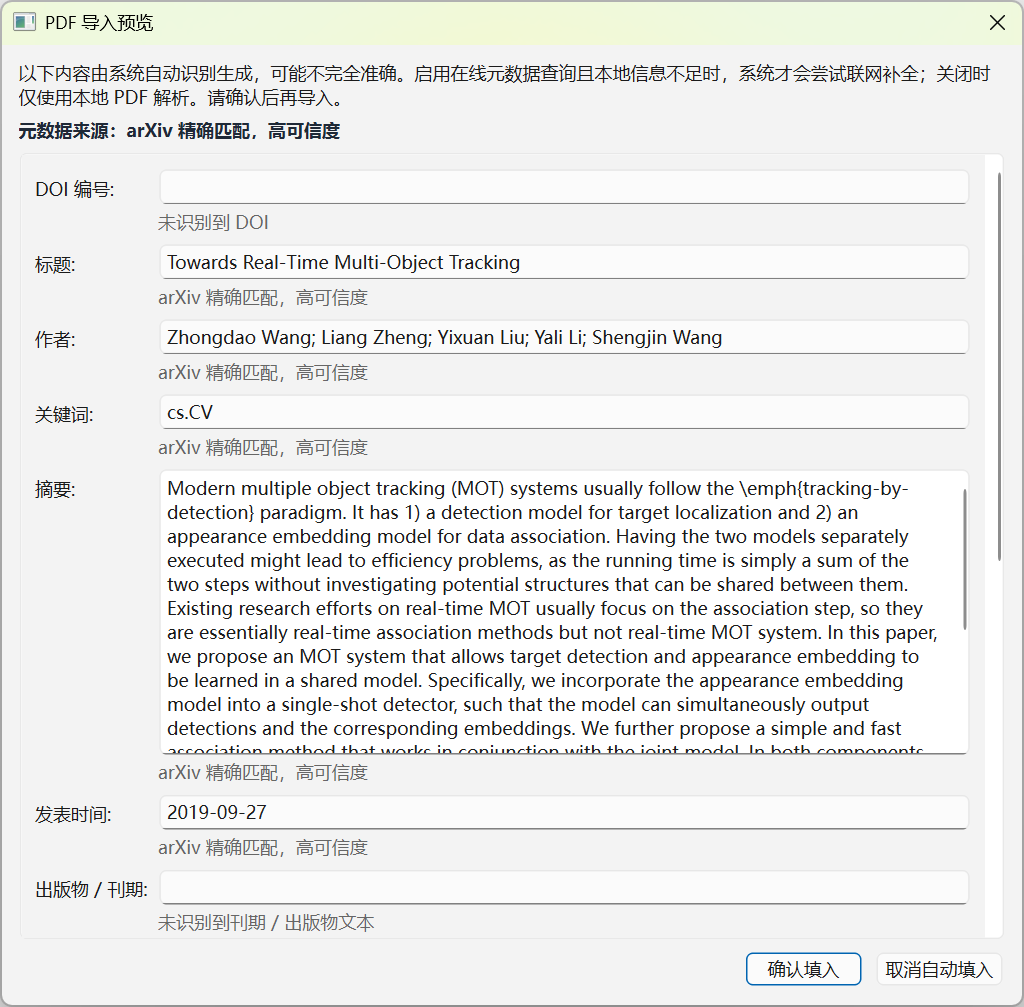 PDF 导入预览
以下内容由系统自动识别生成，可能不完全准确。启用在线元数据查询且本地信息不足时，系统才会尝试联网补全；关闭时
仅使用本地 PDF 解析。请确认后再导入。
元数据来源：arXiv 精确匹配，高可信度
DOI 编号:
未识别到 DOI
标题:
Towards Real-Time Multi-Object Tracking
arXiv 精确匹配，高可信度
作者:
Zhongdao Wang; Liang Zheng; Yixuan Liu; Yali Li; Shengjin Wang
arXiv 精确匹配，高可信度
关键词:
cs.CV
arXiv 精确匹配，高可信度
摘要:
Modern multiple object tracking (MOT) systems usually follow the \emph{tracking-by-
detection} paradigm. It has 1) a detection model for target localization and 2) an
appearance embedding model for data association. Having the two models separately
executed might lead to efficiency problems, as the running time is simply a sum of the
two steps without investigating potential structures that can be shared between them.
Existing research efforts on real-time MOT usually focus on the association step, so they
are essentially real-time association methods but not real-time MOT system. In this paper,
we propose an MOT system that allows target detection and appearance embedding to
be learned in a shared model. Specifically, we incorporate the appearance embedding
model into a single-shot detector, such that the model can simultaneously output
detections and the corresponding embeddings. We further propose a simple and fast
association method that works in conjunction with the joint model. In both components
arXiv 精确匹配，高可信度
发表时间:
2019-09-27
arXiv 精确匹配，高可信度
出版物 / 刊期:
未识别到刊期 / 出版物文本
确认填入
取消自动填入